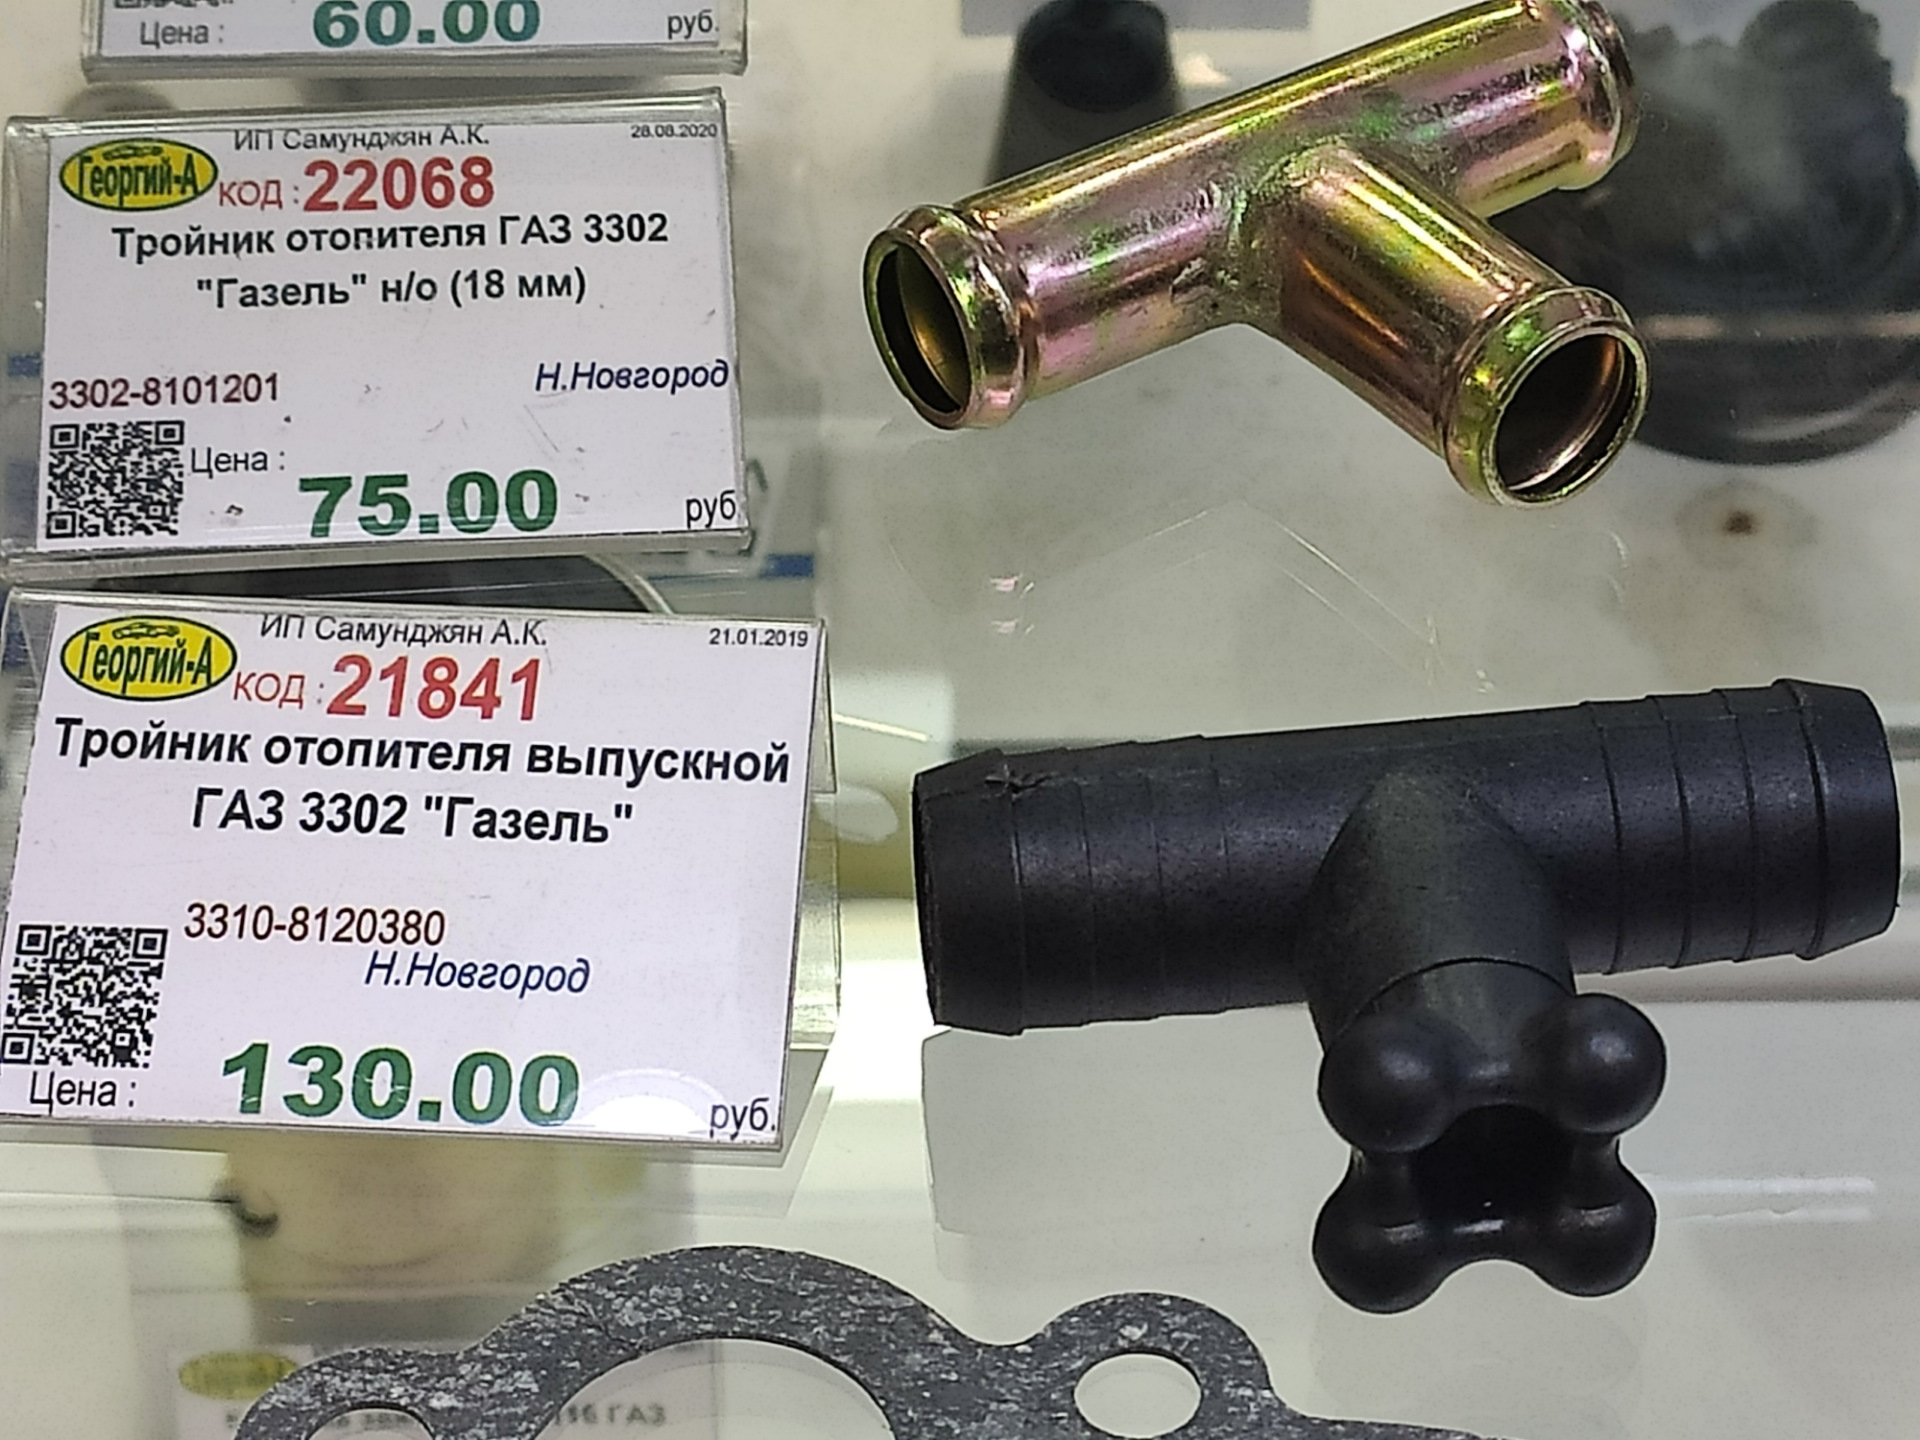 Цена : 60.00 руб.
ИП Самунджян А.К. 28.08.2020
Георгий-А КОД : 22068
Тройник отопителя ГАЗ 3302
"Газель" н/о (18 мм)
3302-8101201 Н.Новгород
Цена : 75.00 руб
ИП Самунджян А.К. 21.01.2019
Георгий-А КОД : 21841
Тройник отопителя выпускной
ГАЗ 3302 "Газель"
3310-8120380
Н.Новгород
Цена : 130.00 руб.
ГАЗ